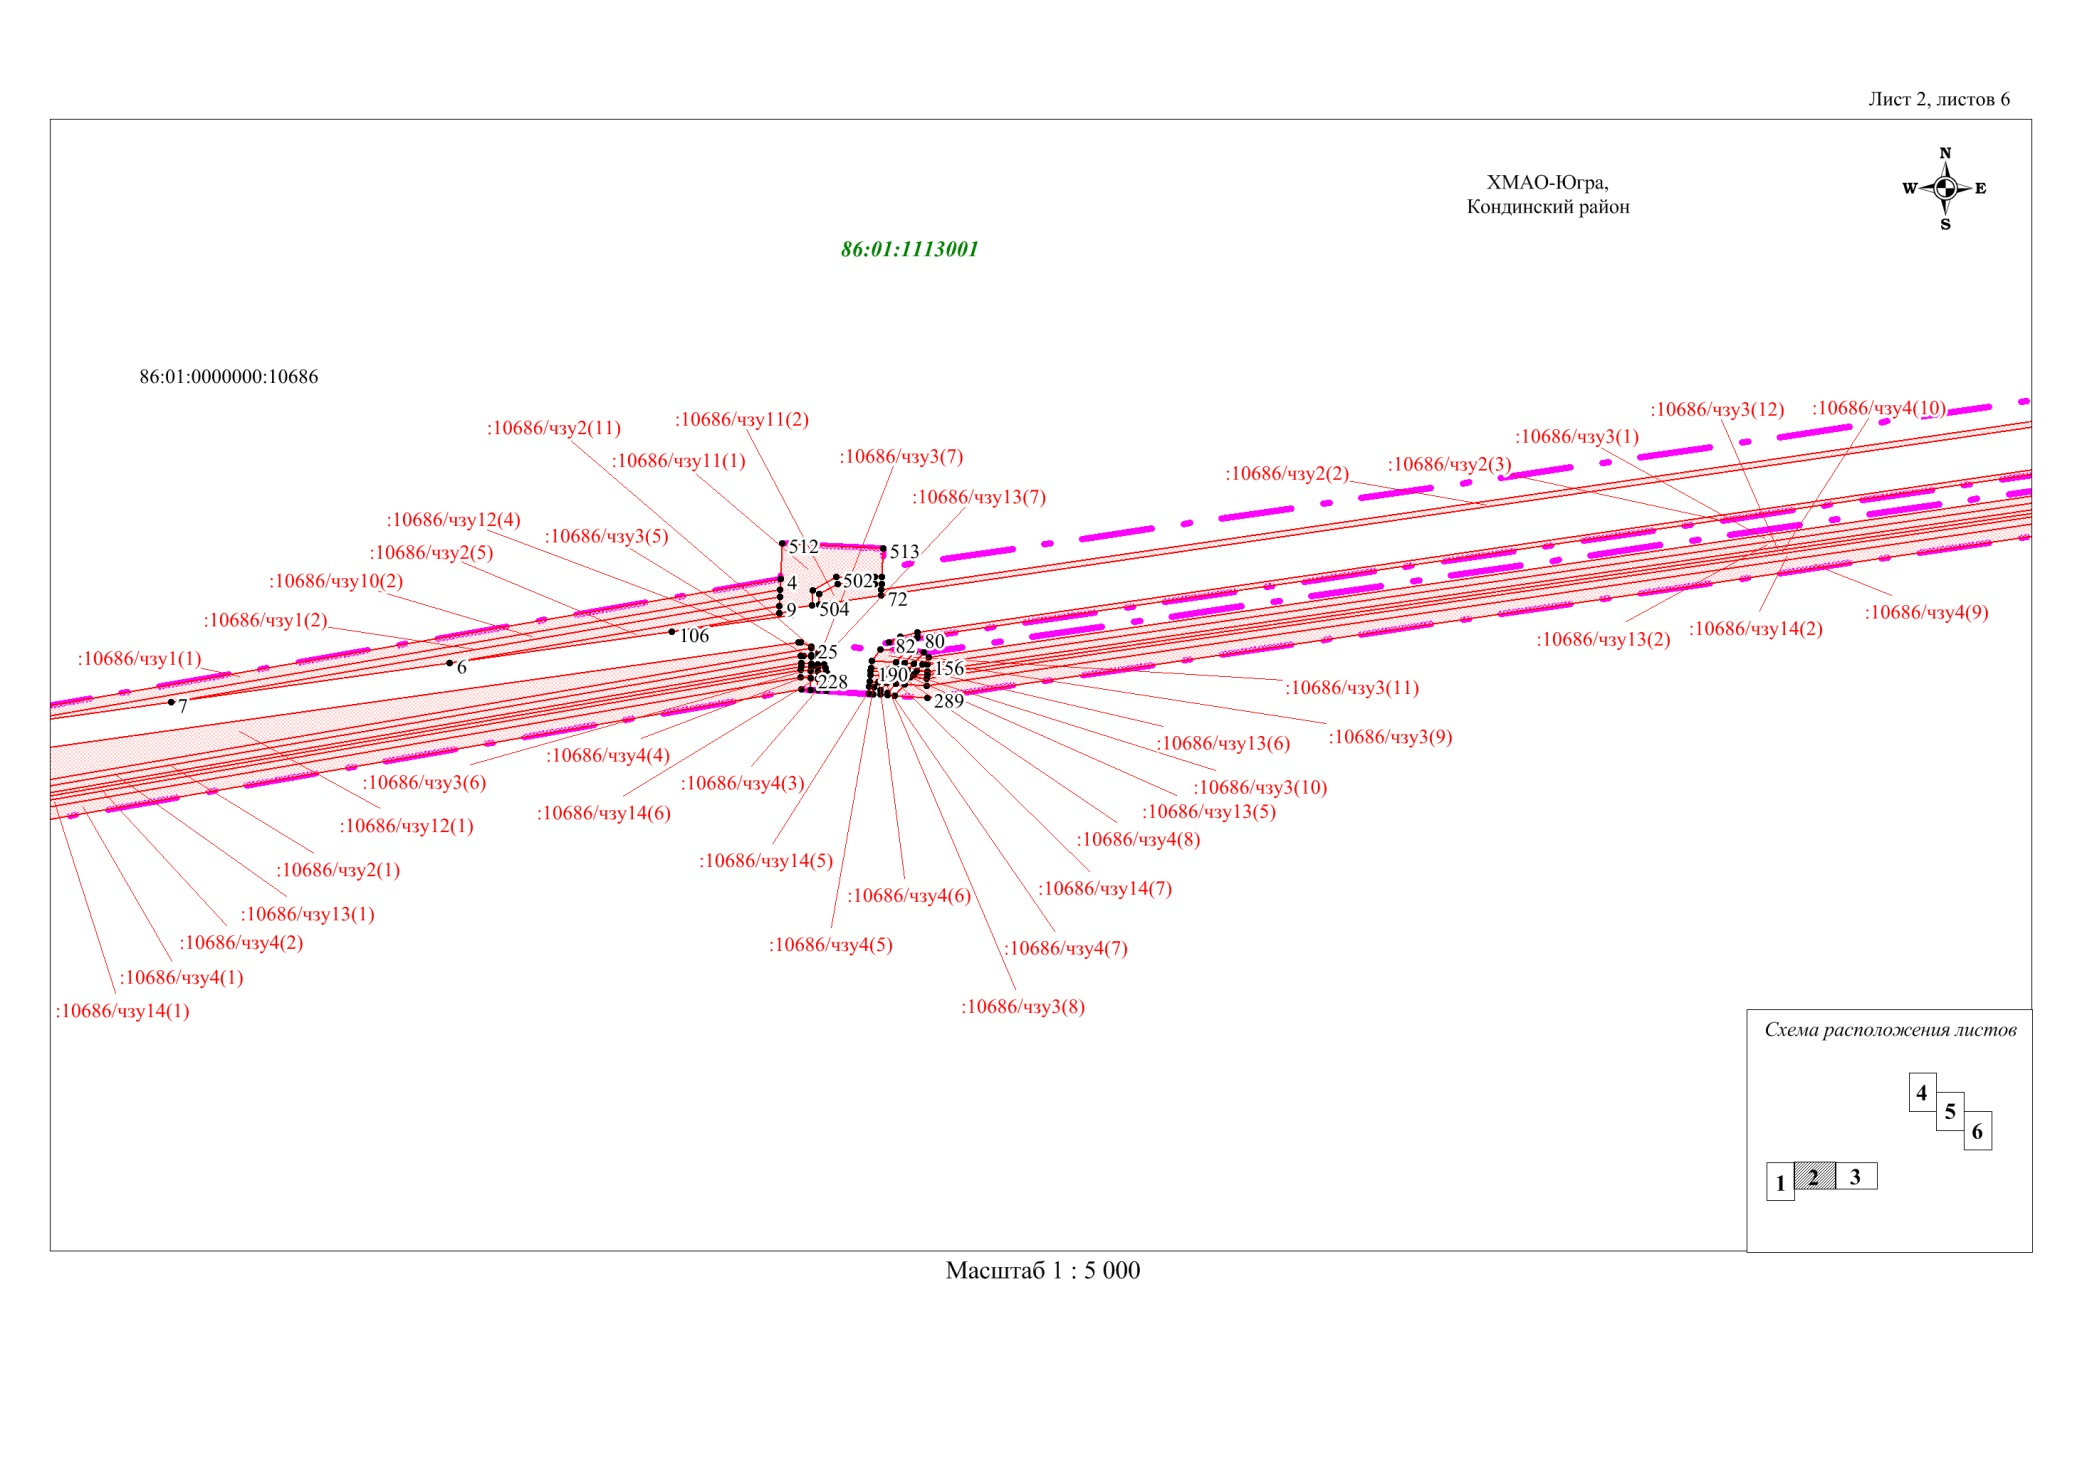 Лист 2, листов 6
N
W E
S
ХМАО-Югра,
Кондинский район
86:01:1113001
86:01:0000000:10686
:10686/чзу2(11)
:10686/чзу11(2)
:10686/чзу11(1)
:10686/чзу3(7)
:10686/чзу13(7)
:10686/чзу3(12)
:10686/чзу4(10)
:10686/чзу3(1)
:10686/чзу2(3)
:10686/чзу2(2)
:10686/чзу12(4)
:10686/чзу3(5)
:10686/чзу2(5)
:10686/чзу10(2)
:10686/чзу1(2)
:10686/чзу1(1)
512
513
4
502
9
504
72
106
6
7
25
82
80
156
190
228
289
:10686/чзу4(9)
:10686/чзу14(2)
:10686/чзу13(2)
:10686/чзу3(11)
:10686/чзу3(9)
:10686/чзу13(6)
:10686/чзу3(10)
:10686/чзу13(5)
:10686/чзу4(8)
:10686/чзу14(7)
:10686/чзу4(7)
:10686/чзу3(8)
:10686/чзу4(4)
:10686/чзу3(6)
:10686/чзу4(3)
:10686/чзу14(6)
:10686/чзу12(1)
:10686/чзу14(5)
:10686/чзу2(1)
:10686/чзу4(6)
:10686/чзу13(1)
:10686/чзу4(2)
:10686/чзу4(5)
:10686/чзу4(1)
:10686/чзу14(1)
Схема расположения листов
4
5
6
1
2
3
Масштаб 1 : 5 000